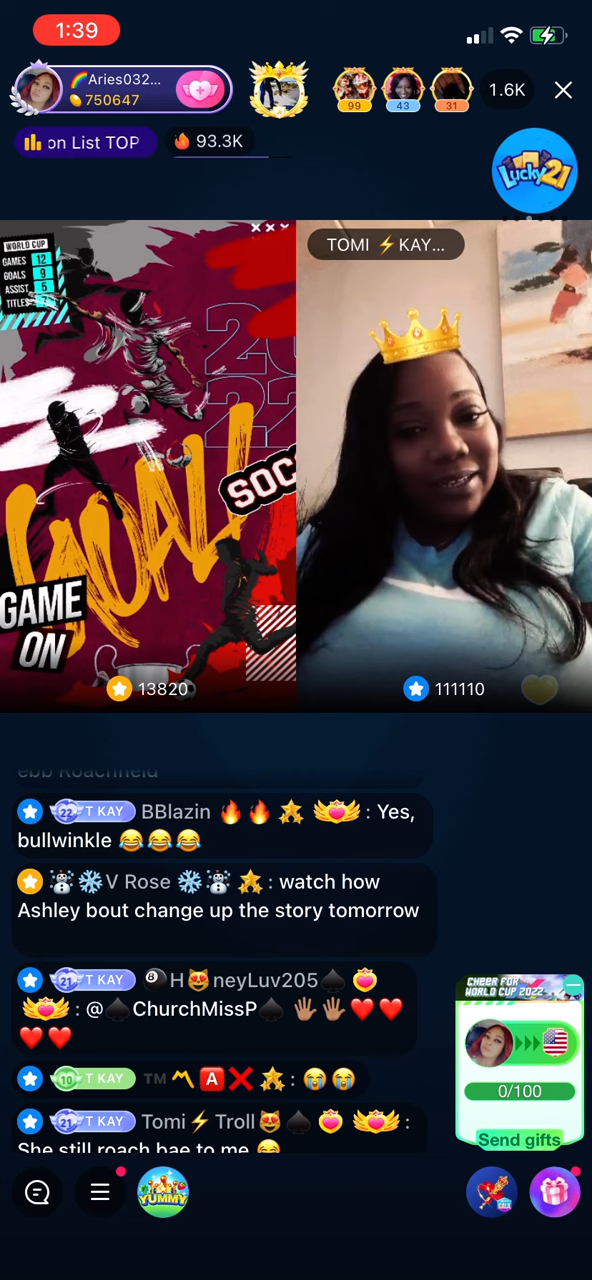 1:39
🌈Aries032...
750647
99
43
31
1.6K
on List TOP
🔥 93.3K
Lucky21
WORLD CUP
GAMES 12
GOALS 9
ASSIST 5
TITLES
TOMI ⚡KAY...
GOAL!
SOC
GAME
ON
13820
111110
22 T KAY BBlazin 🔥🔥 : Yes,
bullwinkle 😂😂😂
☃️❄️V Rose ❄️☃️ : watch how
Ashley bout change up the story tomorrow
21 T KAY 🎱H😻neyLuv205♠️
: @♠️ChurchMissP♠️ 🖐🏽🖐🏽❤️❤️
❤️❤️
10 T KAY ™️〽️🅰️❌ : 😭😭
21 T KAY Tomi⚡Troll😻♠️ :
She still roach bae to me 😂
CHEER FOR
WORLD CUP 2022
0/100
Send gifts
YUMMY